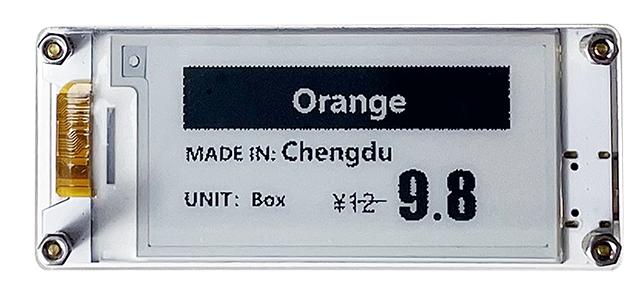 Orange
MADE IN: Chengdu
UNIT: Box ¥12 9.8